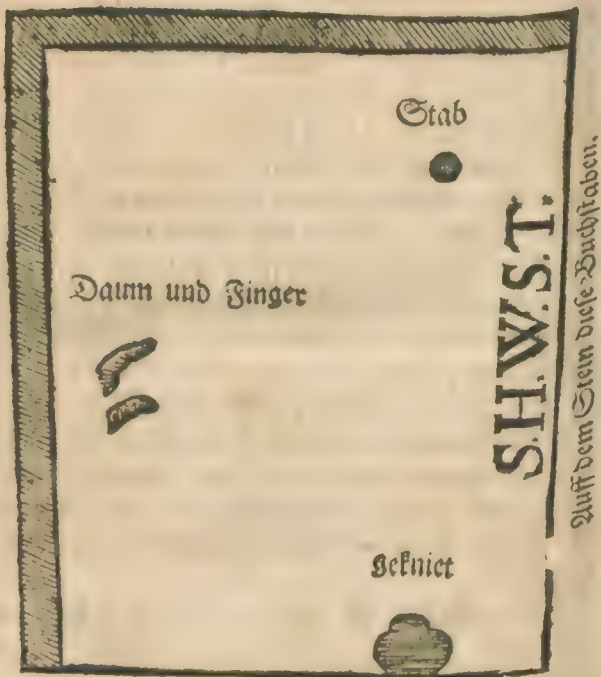 Stab
Daum und Finger
S.H.W.S.T.
Auff dem Stein diese Buchstaben.
gekniet